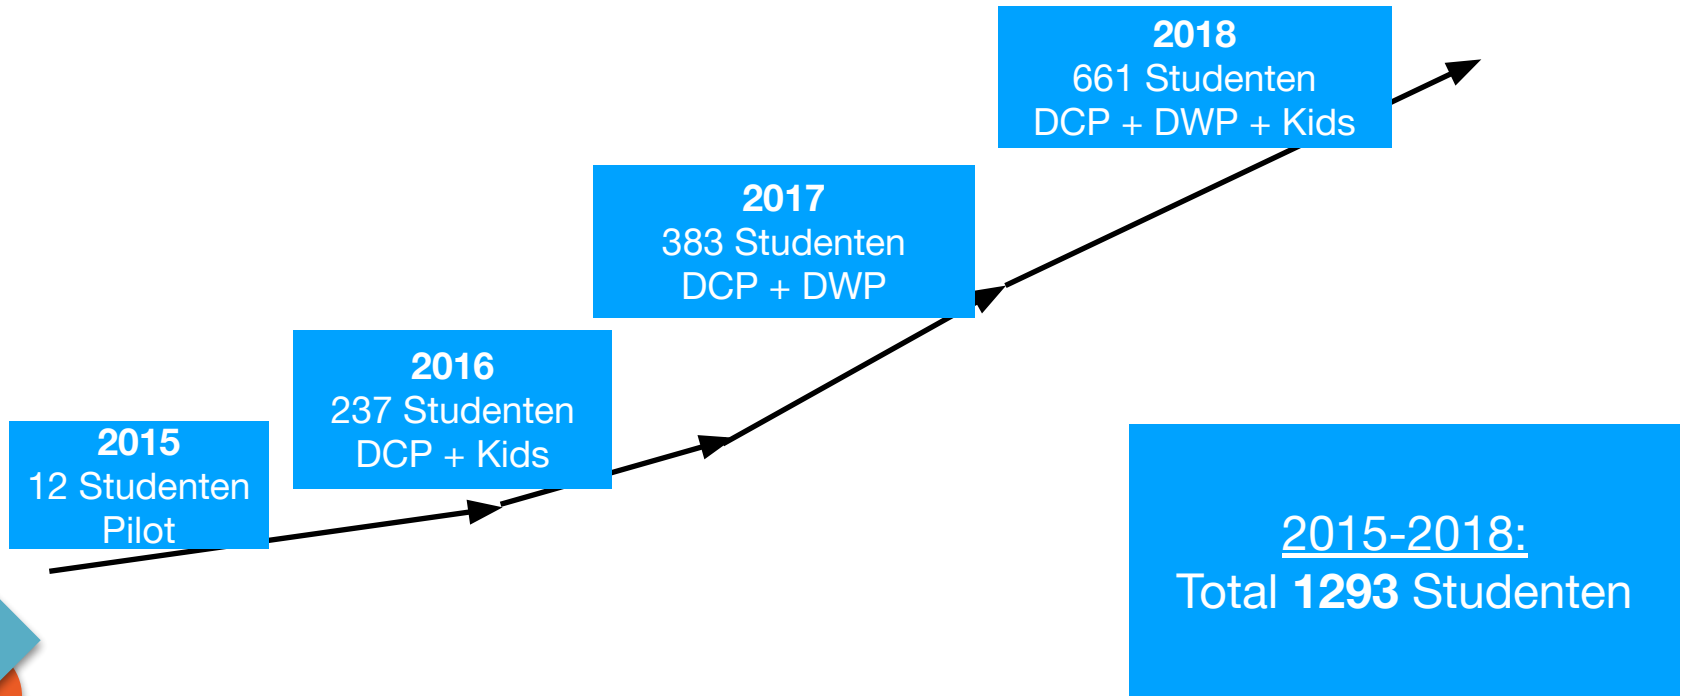 2015
12 Studenten
Pilot
2016
237 Studenten
DCP + Kids
2017
383 Studenten
DCP + DWP
2018
661 Studenten
DCP + DWP + Kids
2015-2018:
Total 1293 Studenten